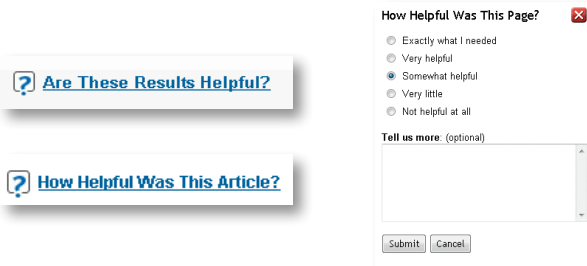 Are These Results Helpful?
How Helpful Was This Article?
How Helpful Was This Page?
Exactly what I needed
Very helpful
Somewhat helpful
Very little
Not helpful at all
Tell us more: (optional)
Submit Cancel